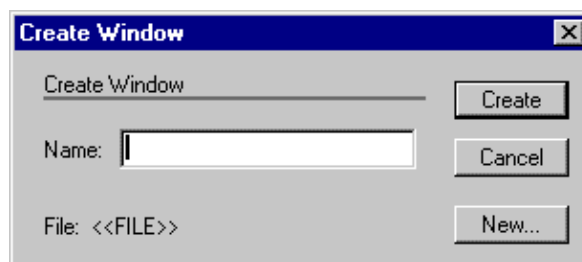 Create Window
Create Window
Create
Name:
Cancel
File: <<FILE>>
New...